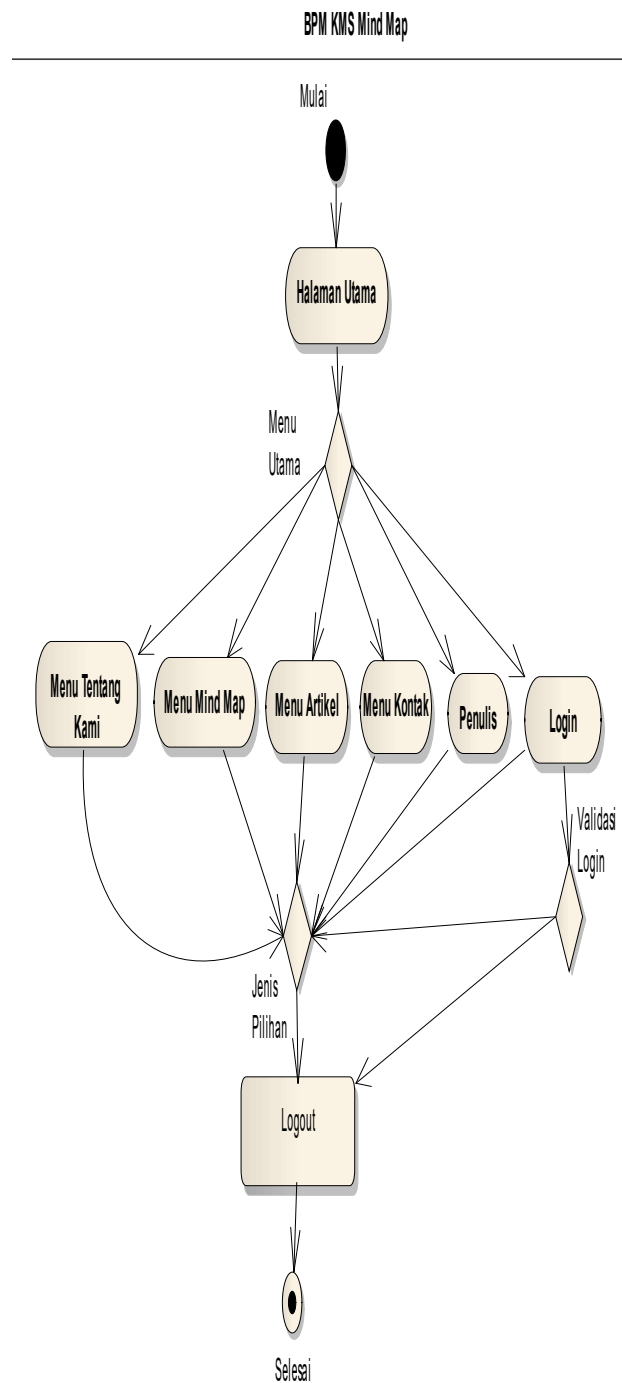 BPM KMS Mind Map
Mulai
Halaman Utama
Menu
Utama
Menu Tentang
Kami
Menu Mind Map
Menu Artikel
Menu Kontak
Penulis
Login
Validasi
Login
Jenis
Pilihan
Logout
Selesai